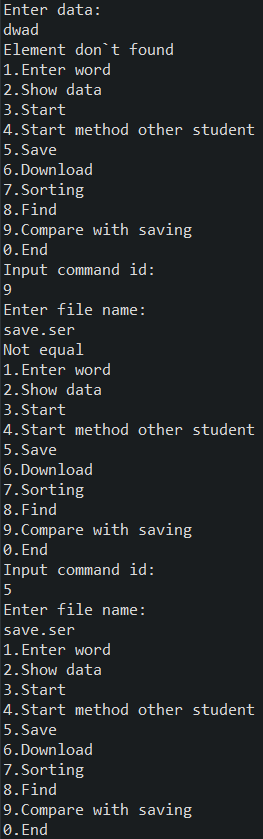 Enter data:
dwad
Element don`t found
1.Enter word
2.Show data
3.Start
4.Start method other student
5.Save
6.Download
7.Sorting
8.Find
9.Compare with saving
0.End
Input command id:
9
Enter file name:
save.ser
Not equal
1.Enter word
2.Show data
3.Start
4.Start method other student
5.Save
6.Download
7.Sorting
8.Find
9.Compare with saving
0.End
Input command id:
5
Enter file name:
save.ser
1.Enter word
2.Show data
3.Start
4.Start method other student
5.Save
6.Download
7.Sorting
8.Find
9.Compare with saving
0.End